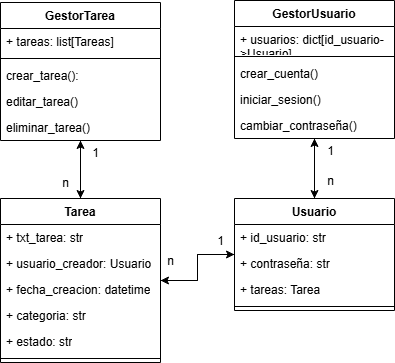 GestorTarea
+ tareas: list[Tareas]
crear_tarea():
editar_tarea()
eliminar_tarea()
GestorUsuario
+ usuarios: dict[id_usuario-
>Usuario]
crear_cuenta()
iniciar_sesion()
cambiar_contraseña()
1
n
1
n
Tarea
+ txt_tarea: str
+ usuario_creador: Usuario
+ fecha_creacion: datetime
+ categoria: str
+ estado: str
n
1
Usuario
+ id_usuario: str
+ contraseña: str
+ tareas: Tarea